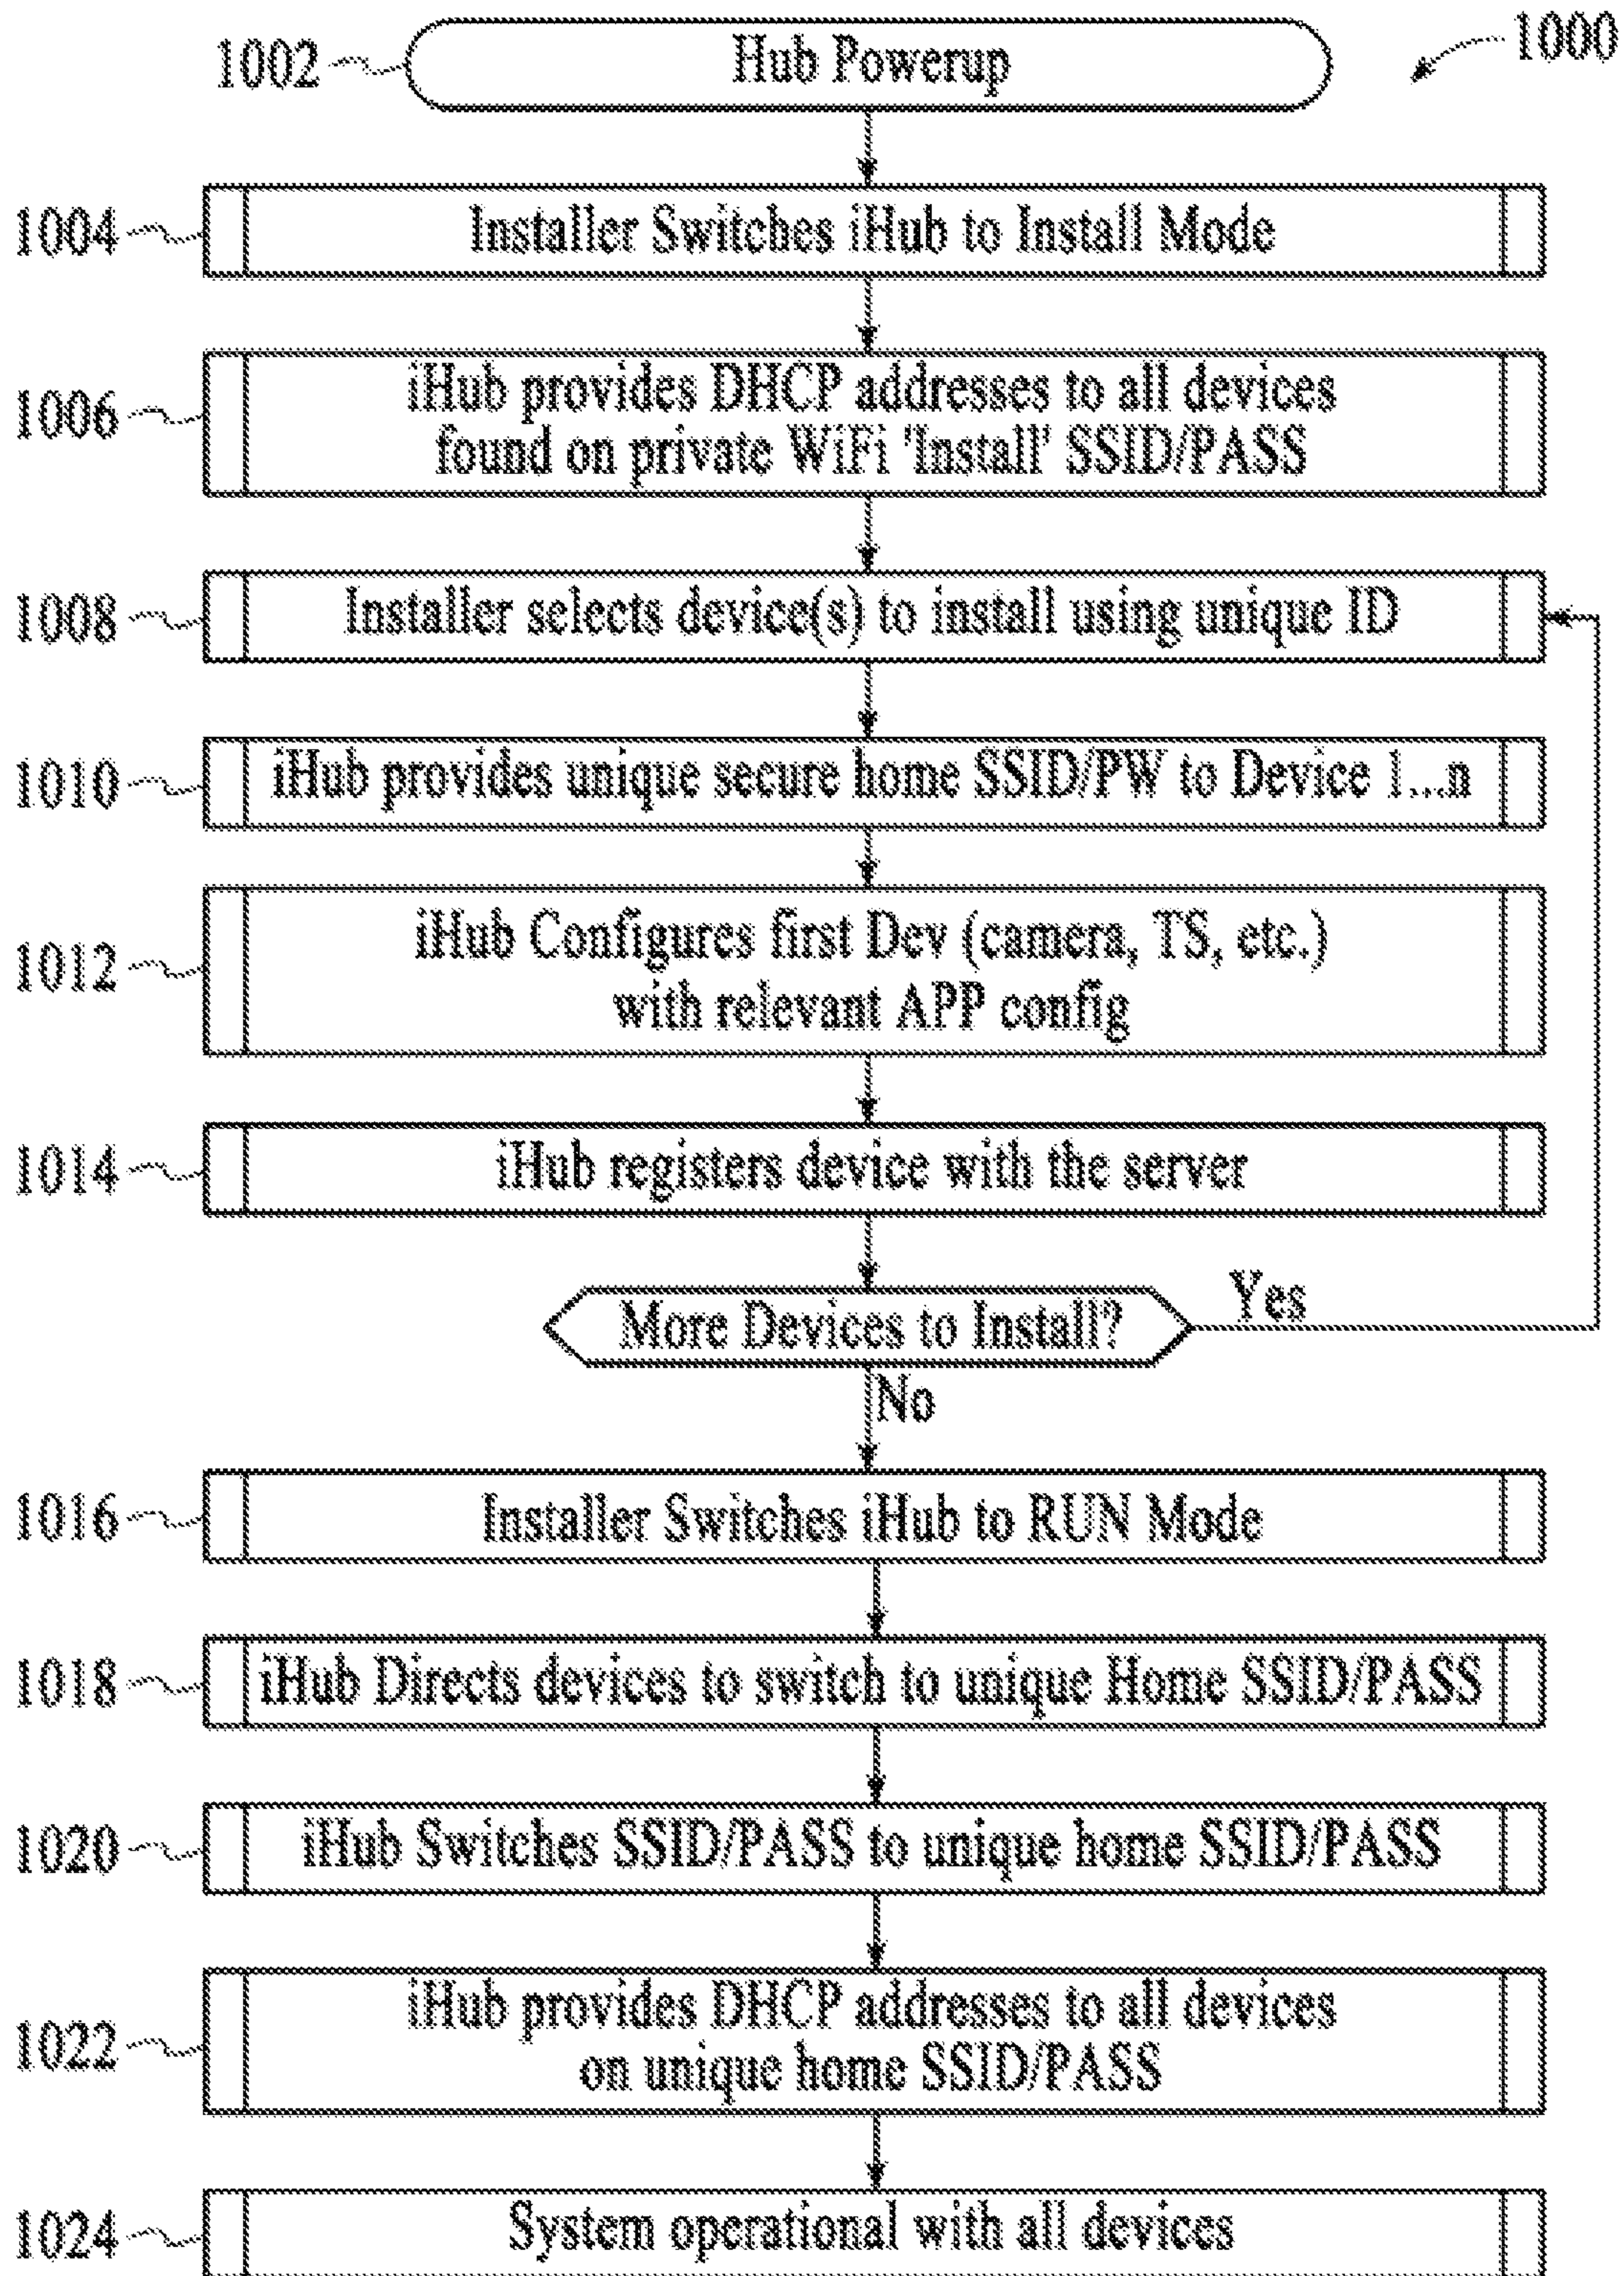 1000
1002
Hub Powerup
1004
Installer Switches iHub to Install Mode
1006
iHub provides DHCP addresses to all devices
found on private WiFi 'Install' SSID/PASS
1008
Installer selects device(s) to install using unique ID
1010
iHub provides unique secure home SSID/PW to Device 1...n
1012
iHub Configures first Dev (camera, TS, etc.)
with relevant APP config
1014
iHub registers device with the server
More Devices to Install?
Yes
No
1016
Installer Switches iHub to RUN Mode
1018
iHub Directs devices to switch to unique Home SSID/PASS
1020
iHub Switches SSID/PASS to unique home SSID/PASS
1022
iHub provides DHCP addresses to all devices
on unique home SSID/PASS
1024
System operational with all devices